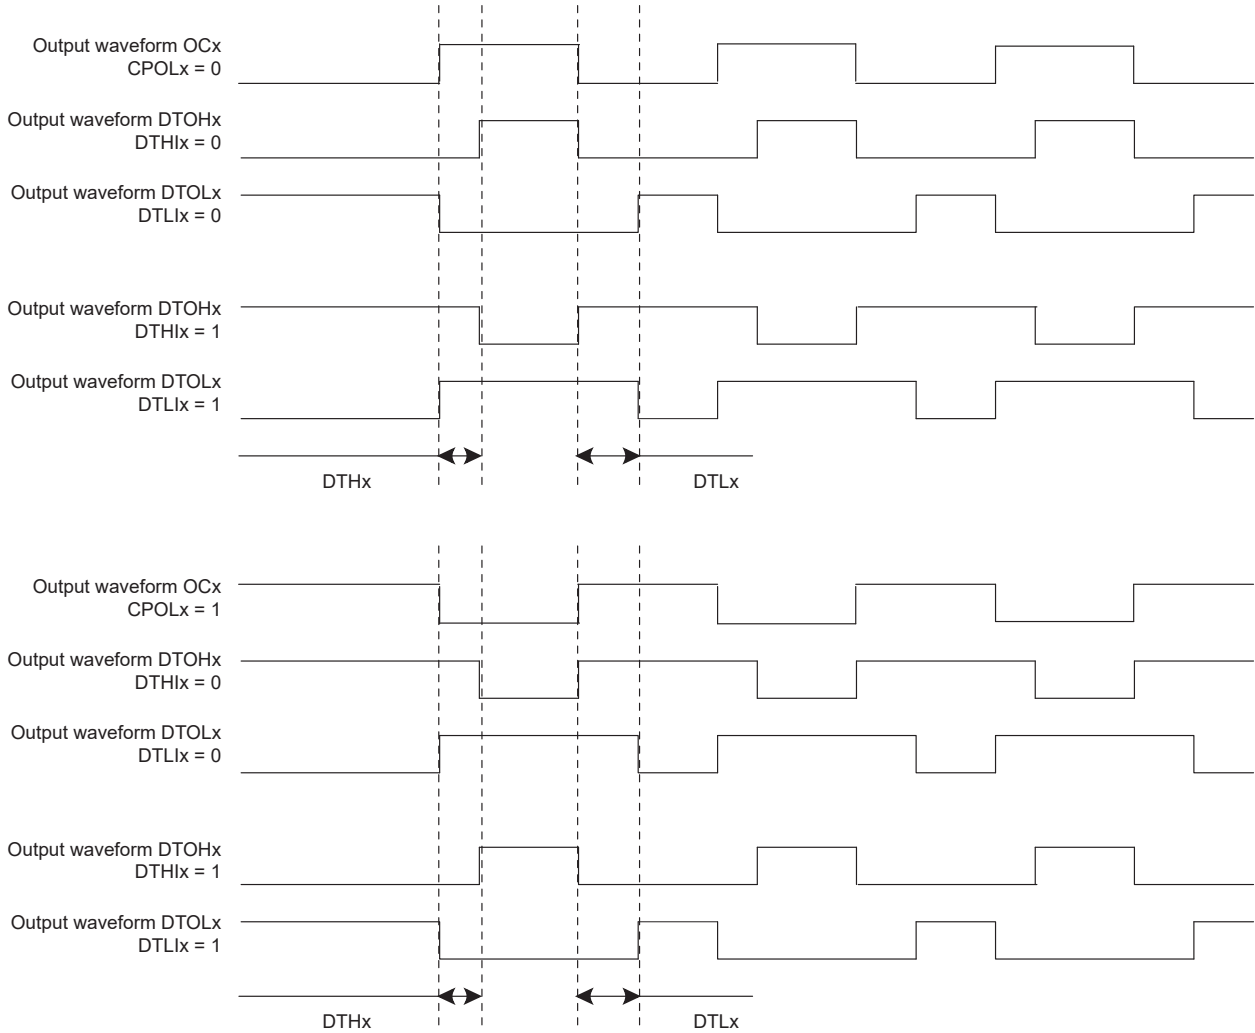 Output waveform OCx
CPOLx = 0
Output waveform DTOHx
DTHIx = 0
Output waveform DTOLx
DTLIx = 0
Output waveform DTOHx
DTHIx = 1
Output waveform DTOLx
DTLIx = 1
DTHx
DTLx
Output waveform OCx
CPOLx = 1
Output waveform DTOHx
DTHIx = 0
Output waveform DTOLx
DTLIx = 0
Output waveform DTOHx
DTHIx = 1
Output waveform DTOLx
DTLIx = 1
DTHx
DTLx